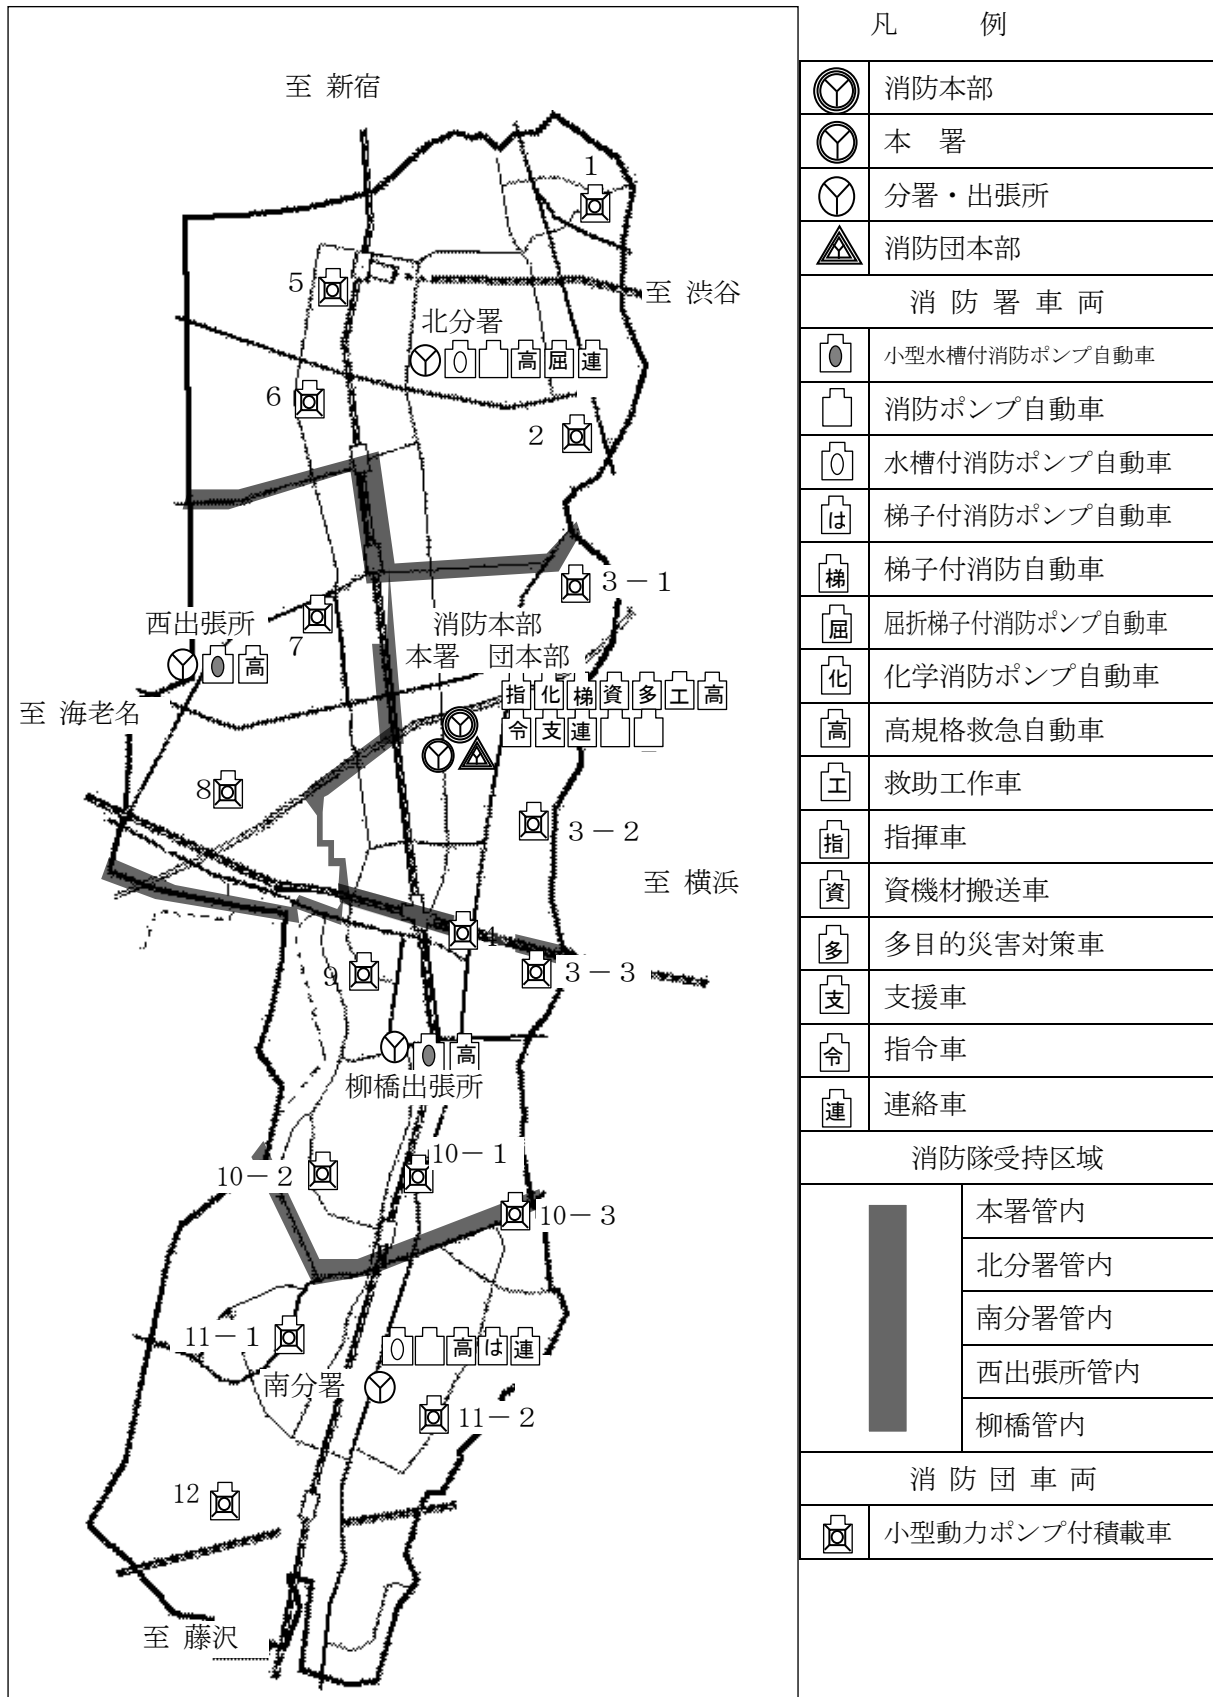 凡　例
至 新宿
1
5
至 渋谷
北分署
高 屈 連
6
2
3－1
7
西出張所
高
消防本部
本署 団本部
指 化 梯 資 多 工 高
令 支 連
至 海老名
8
3－2
至 横浜
4
9
3－3
高
柳橋出張所
10－1
10－2
10－3
11－1
高 は 連
南分署
11－2
12
至 藤沢
消防本部
本　署
分署・出張所
消防団本部
消 防 署 車 両
小型水槽付消防ポンプ自動車
消防ポンプ自動車
水槽付消防ポンプ自動車
は 梯子付消防ポンプ自動車
梯 梯子付消防自動車
屈 屈折梯子付消防ポンプ自動車
化 化学消防ポンプ自動車
高 高規格救急自動車
工 救助工作車
指 指揮車
資 資機材搬送車
多 多目的災害対策車
支 支援車
令 指令車
連 連絡車
消防隊受持区域
本署管内
北分署管内
南分署管内
西出張所管内
柳橋管内
消 防 団 車 両
小型動力ポンプ付積載車